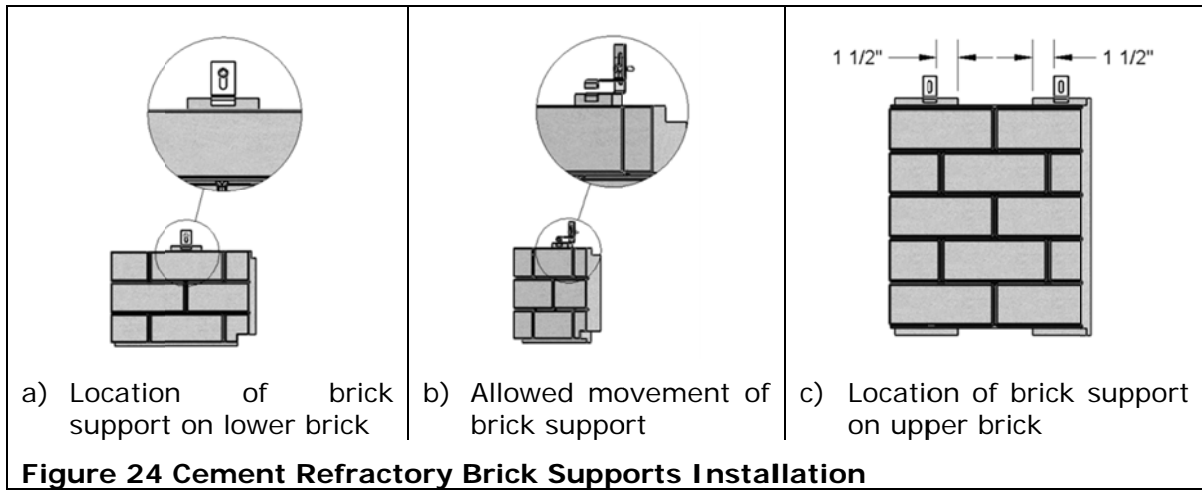 1 1/2" 1 1/2"
a) Location of brick
support on lower brick
b) Allowed movement of
brick support
c) Location of brick support
on upper brick
Figure 24 Cement Refractory Brick Supports Installation